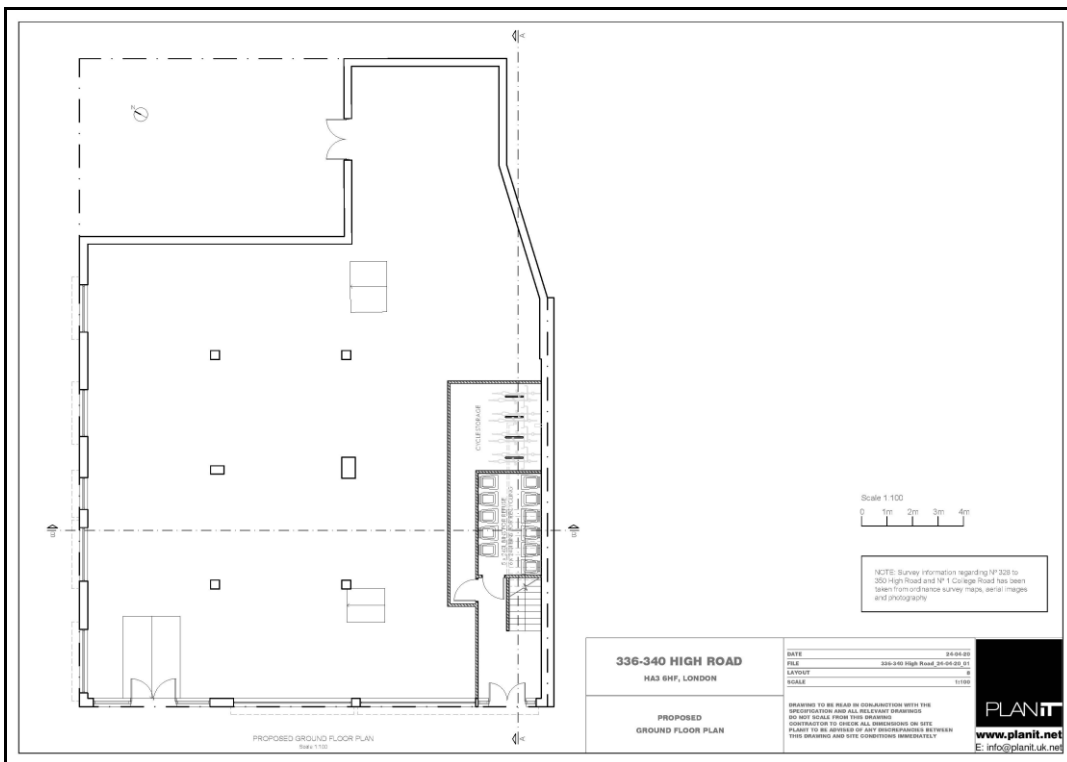 A
N
CYCLE STORAGE
B
B
A
PROPOSED GROUND FLOOR PLAN
Scale 1:100
Scale 1:100
0 1m 2m 3m 4m
NOTE: Survey information regarding Nº 328 to
350 High Road and Nº 1 College Road has been
taken from ordinance survey maps, aerial images
and photography
336-340 HIGH ROAD
HA3 6HF, LONDON
PROPOSED
GROUND FLOOR PLAN
DATE 24-04-20
FILE 336-340 High Road_24-04-20_01
LAYOUT 8
SCALE 1:100
DRAWING TO BE READ IN CONJUNCTION WITH THE
SPECIFICATION AND ALL RELEVANT DRAWINGS
DO NOT SCALE FROM THIS DRAWING
CONTRACTOR TO CHECK ALL DIMENSIONS ON SITE
PLANIT TO BE ADVISED OF ANY DISCREPANCIES BETWEEN
THIS DRAWING AND SITE CONDITIONS IMMEDIATELY
PLANIT
www.planit.net
E: info@planit.uk.net